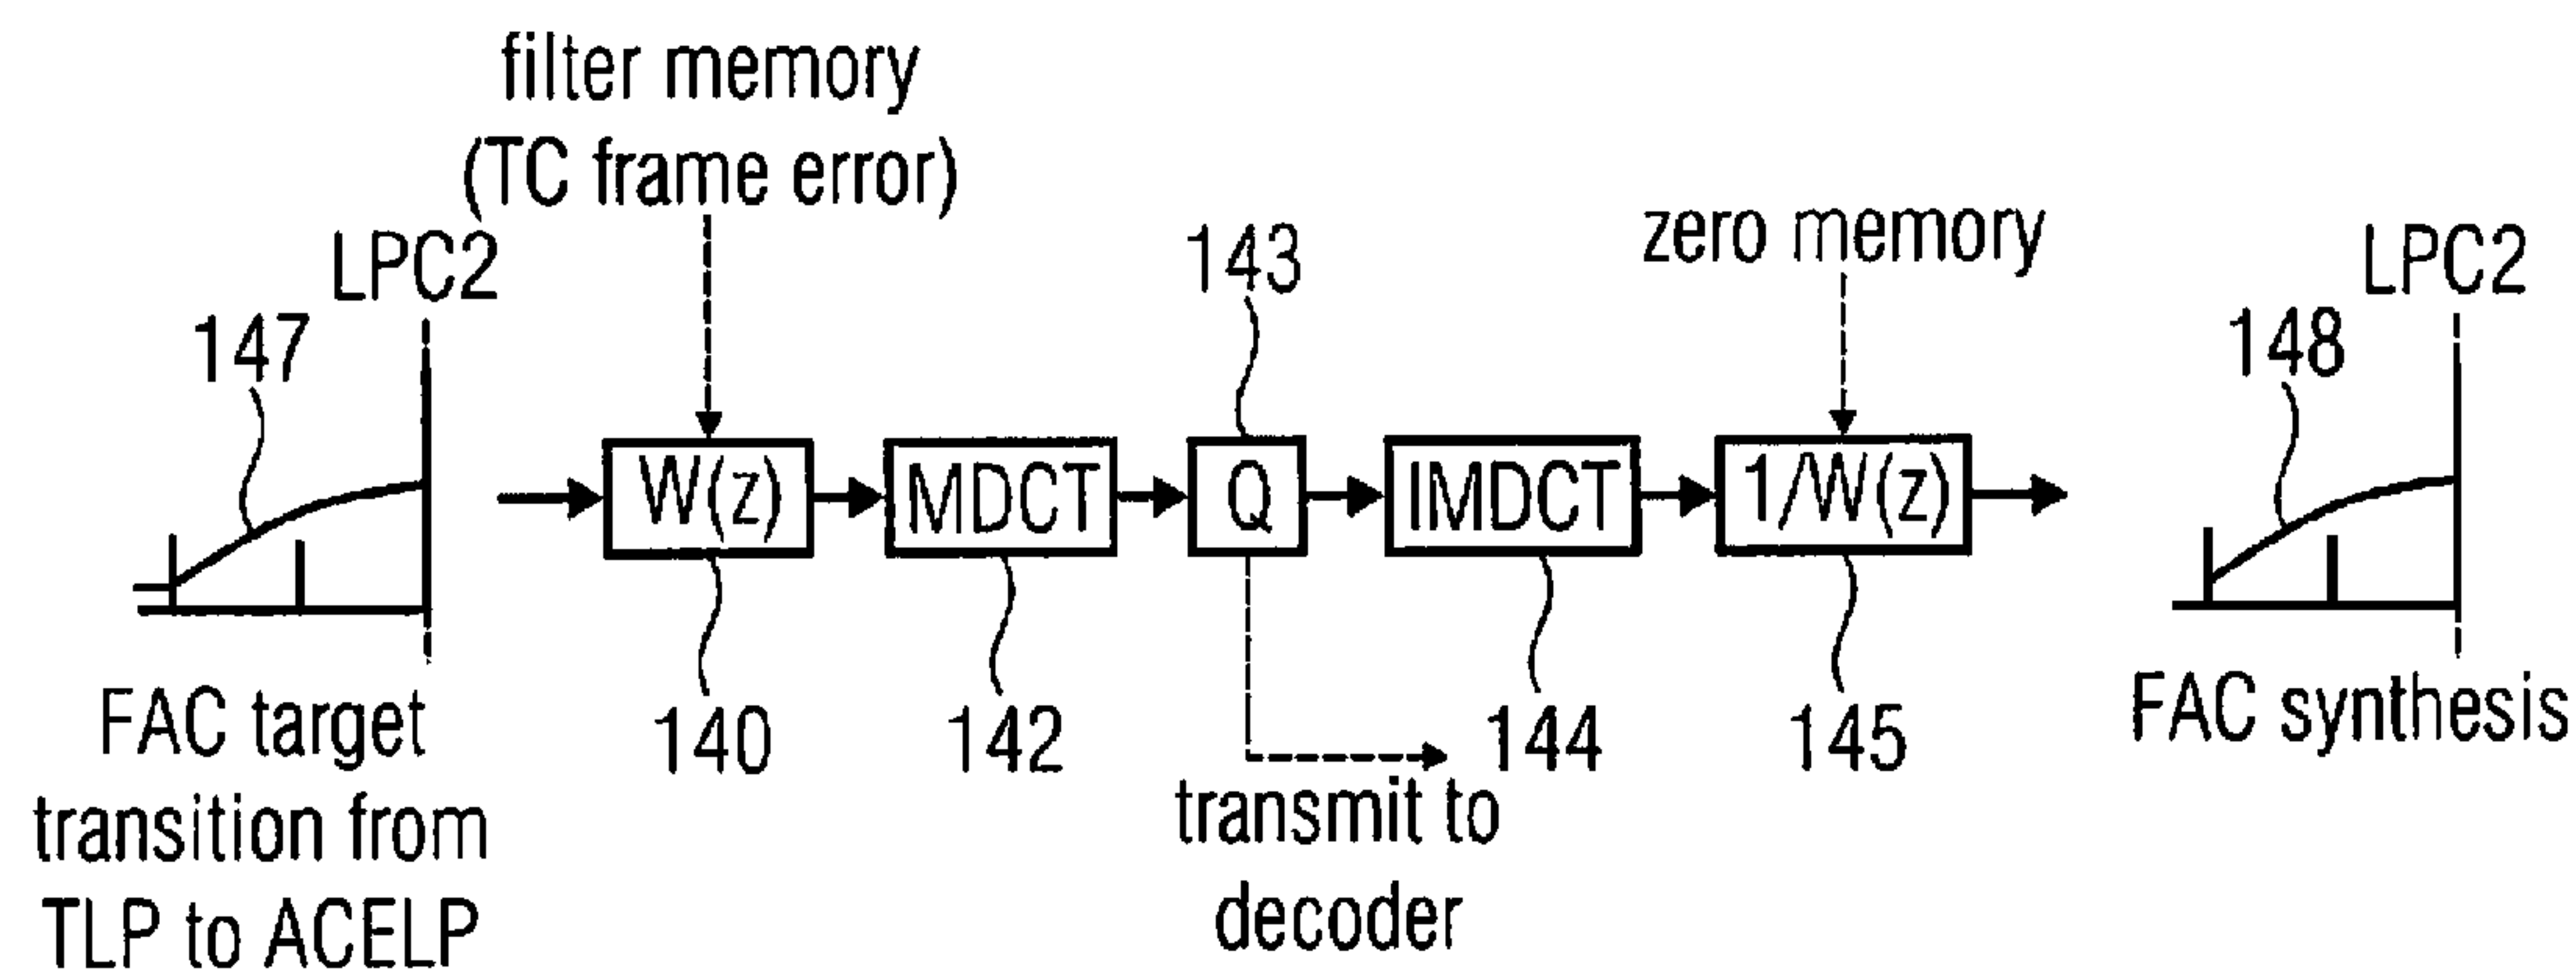 filter memory
(TC frame error)
LPC2
147
143
zero memory
LPC2
148
W(z)
MDCT
Q
IMDCT
1/W(z)
140
142
144
145
FAC target
transition from
TLP to ACELP
transmit to
decoder
FAC synthesis